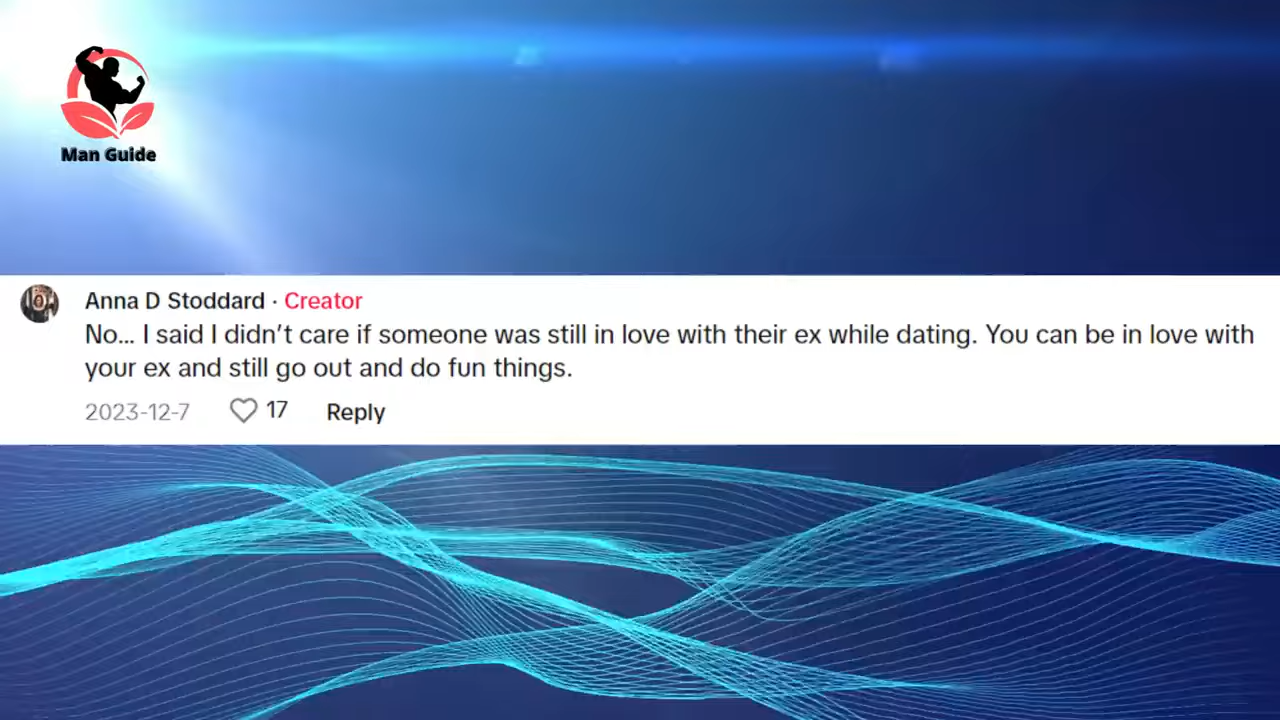 Man Guide
Anna D Stoddard · Creator
No... I said I didn’t care if someone was still in love with their ex while dating. You can be in love with
your ex and still go out and do fun things.
2023-12-7 17 Reply